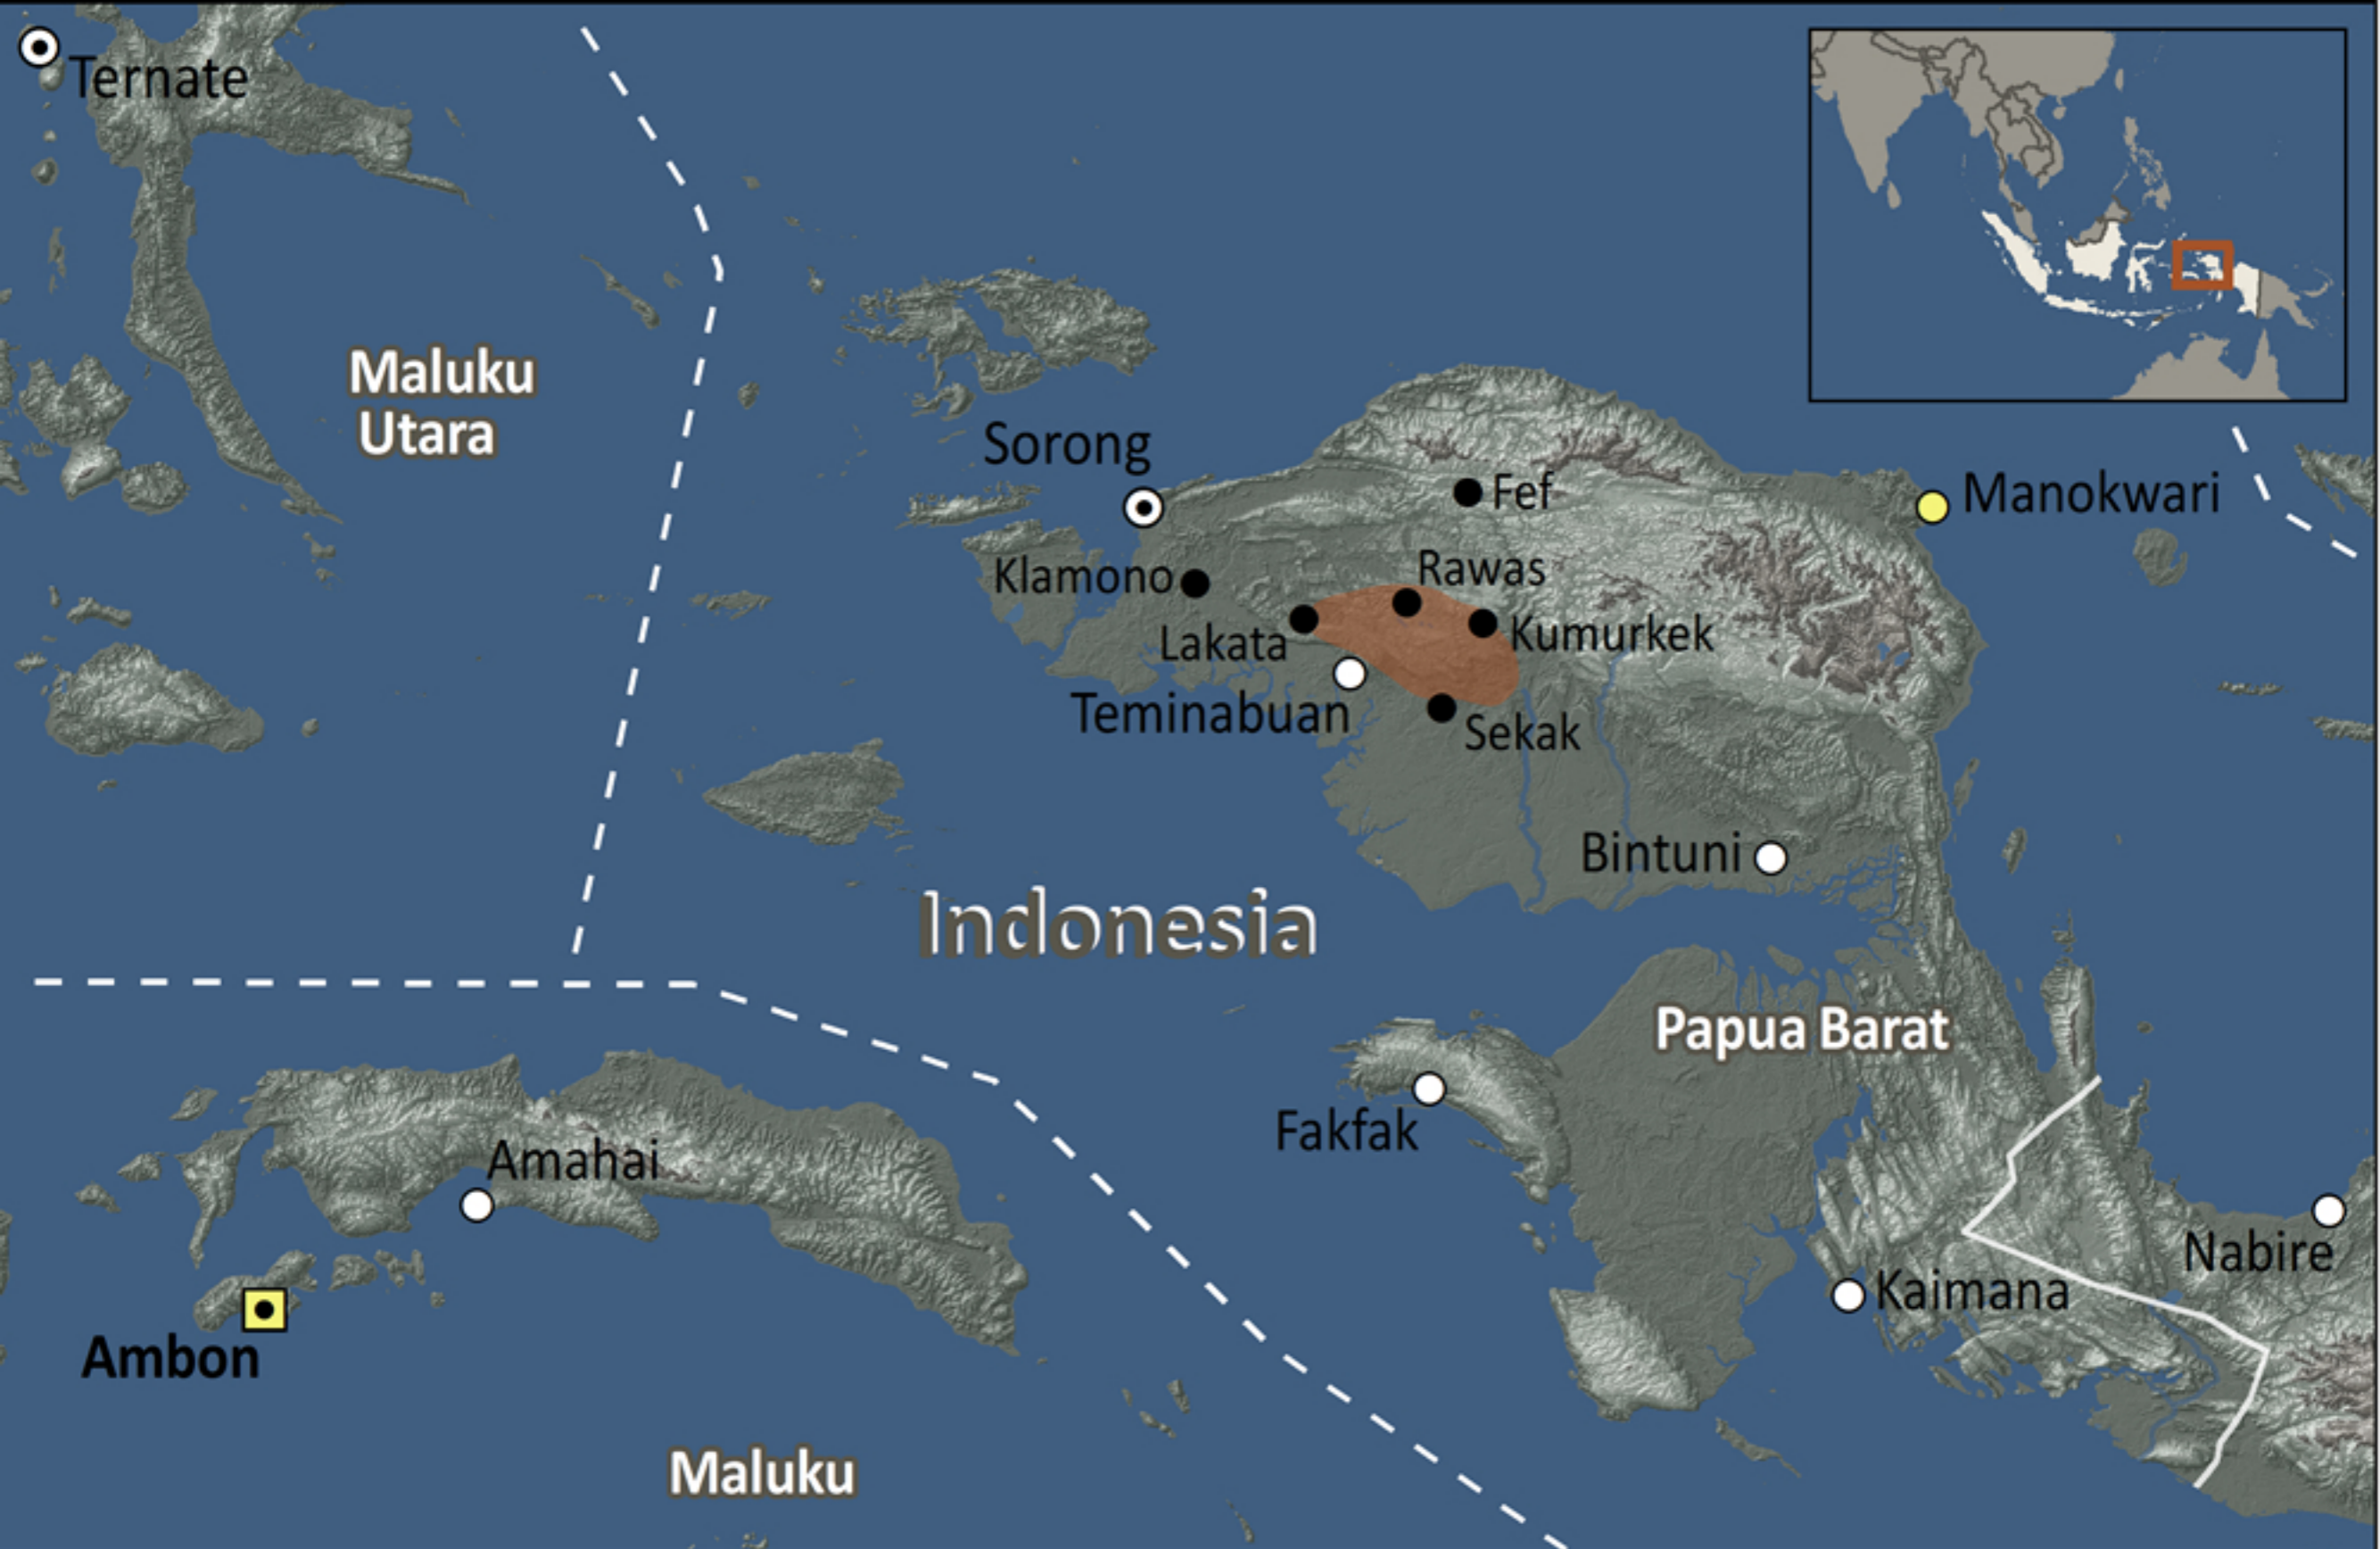 Ternate
Maluku
Utara
Sorong
Fef
Manokwari
Rawas
Klamono
Kumurkek
Lakata
Teminabuan
Sekak
Bintuni
Indonesia
Papua Barat
Fakfak
Amahai
Nabire
Kaimana
Ambon
Maluku